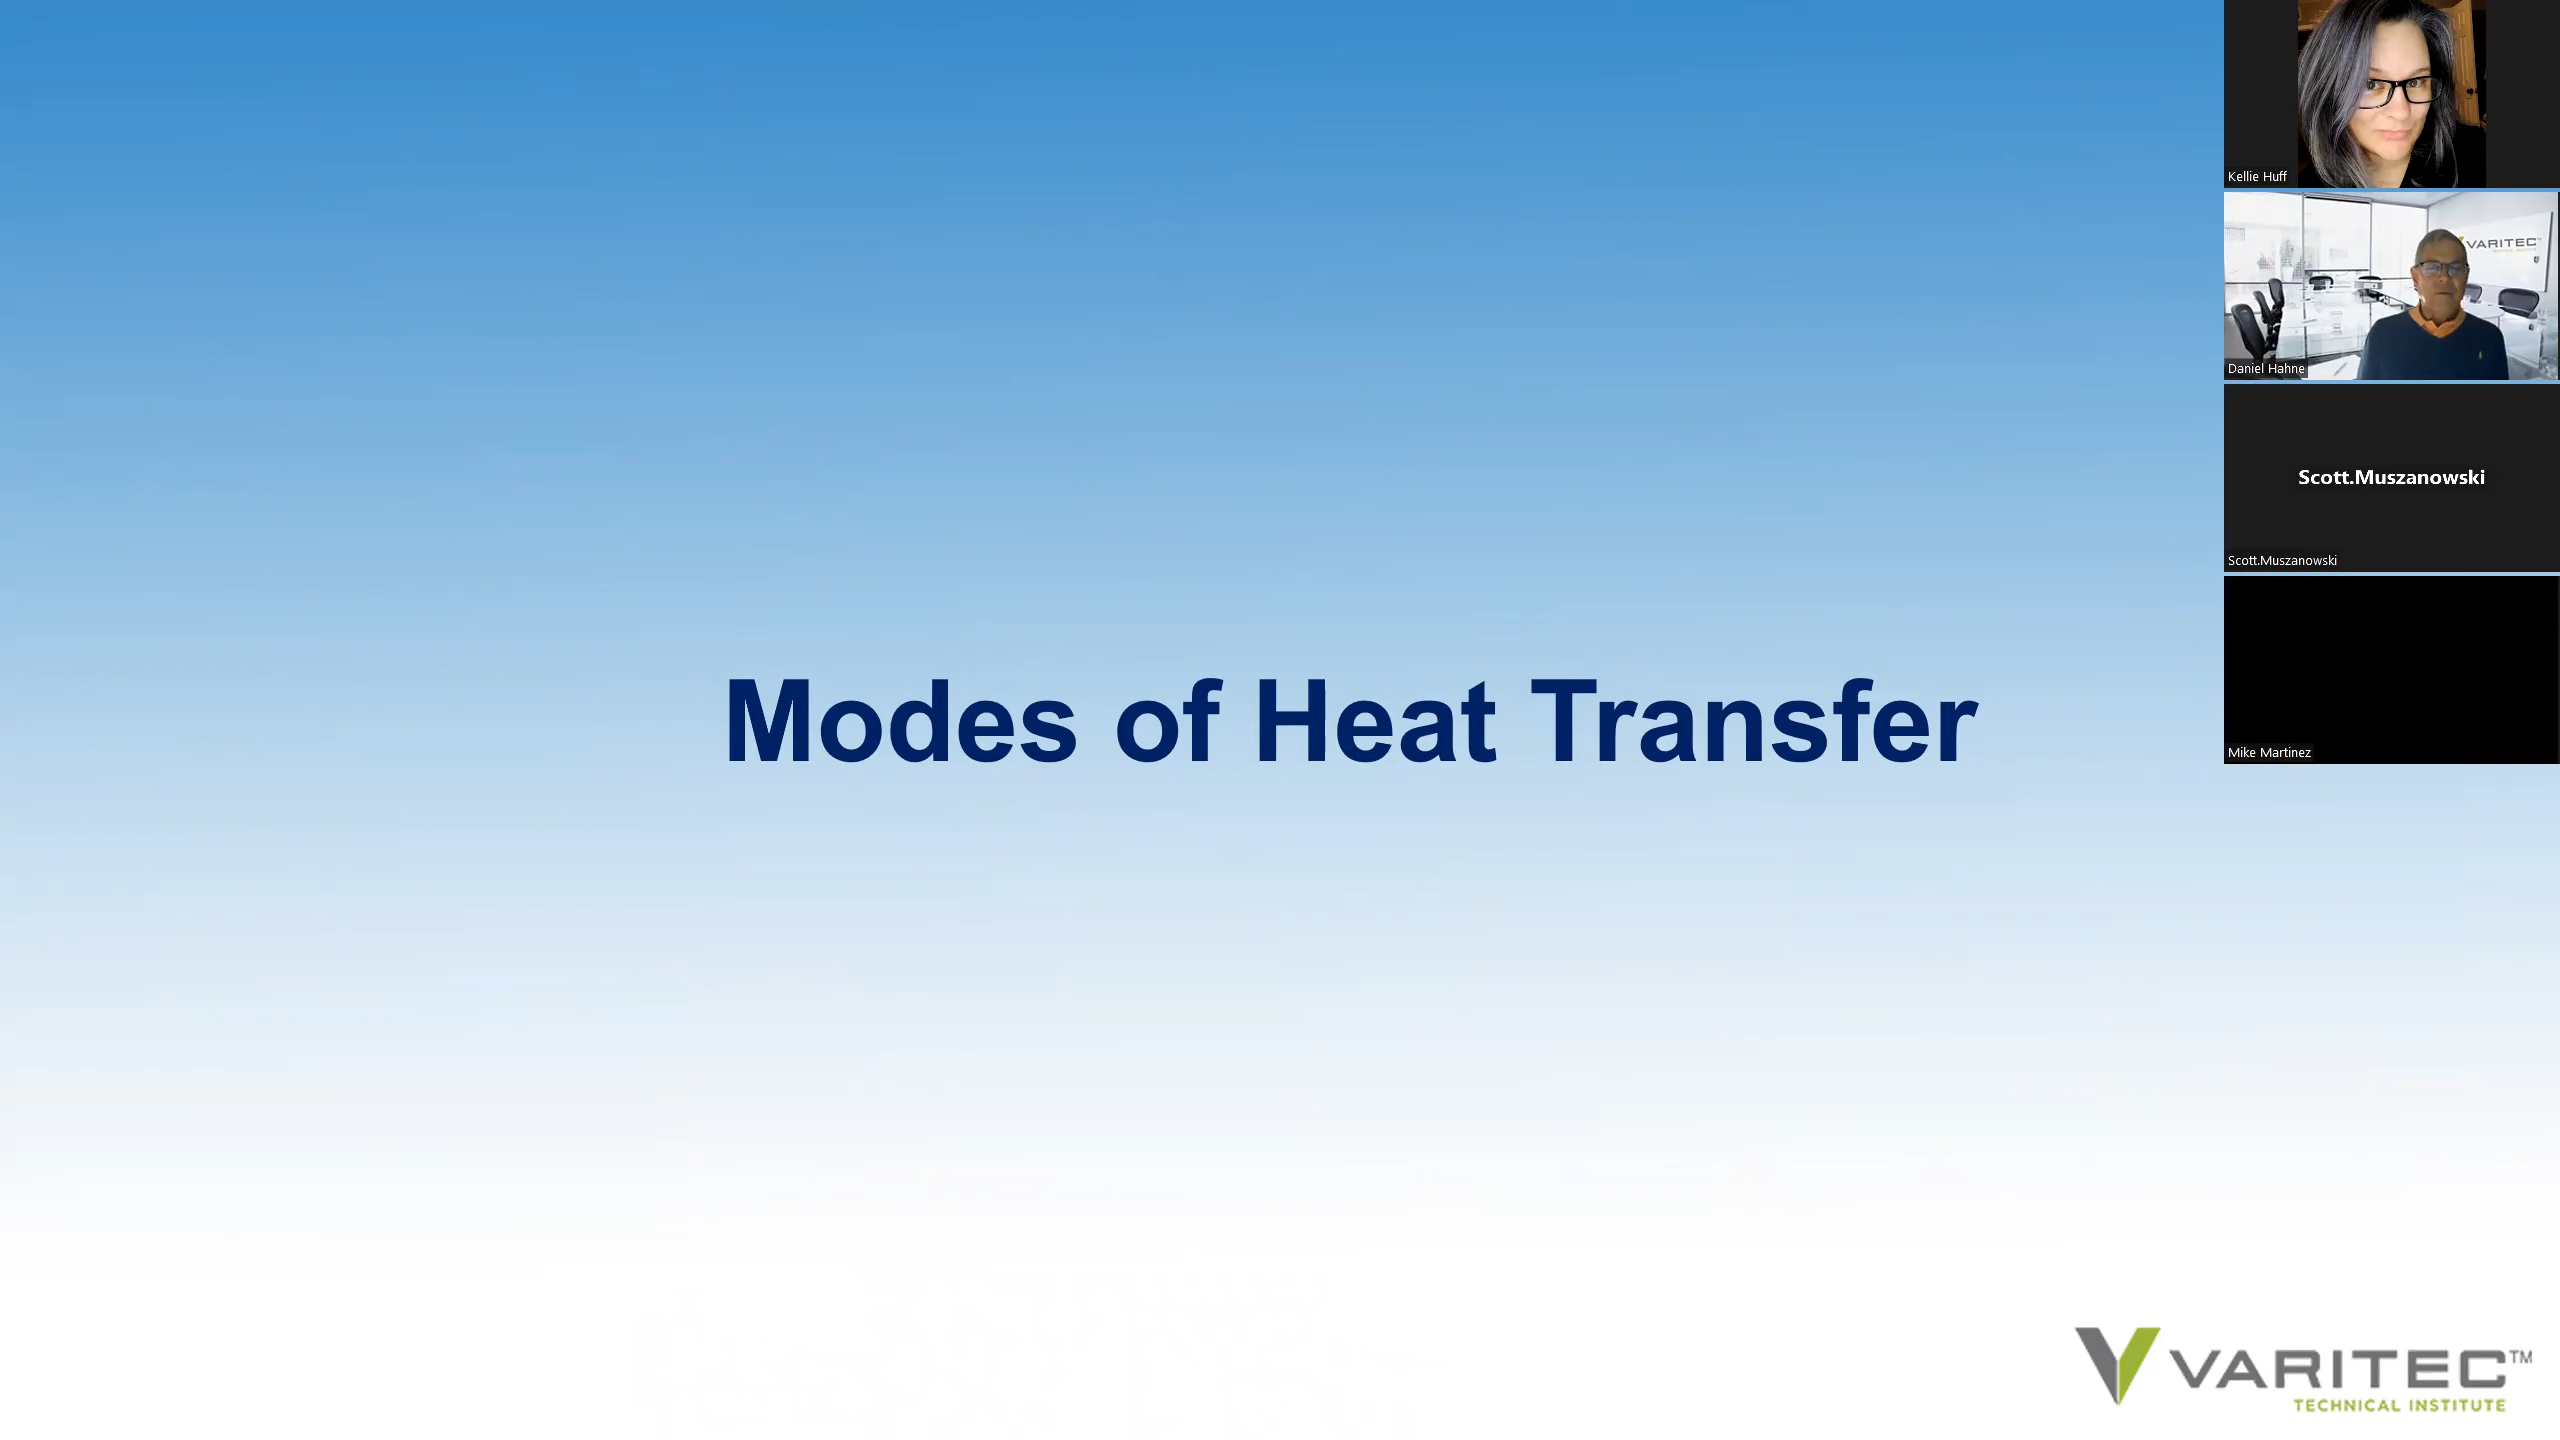 Kellie Huff
VARITEC
Daniel Hahne
Scott.Muszanowski
Scott.Muszanowski
Modes of Heat Transfer
Mike Martinez
VARITEC™
TECHNICAL INSTITUTE